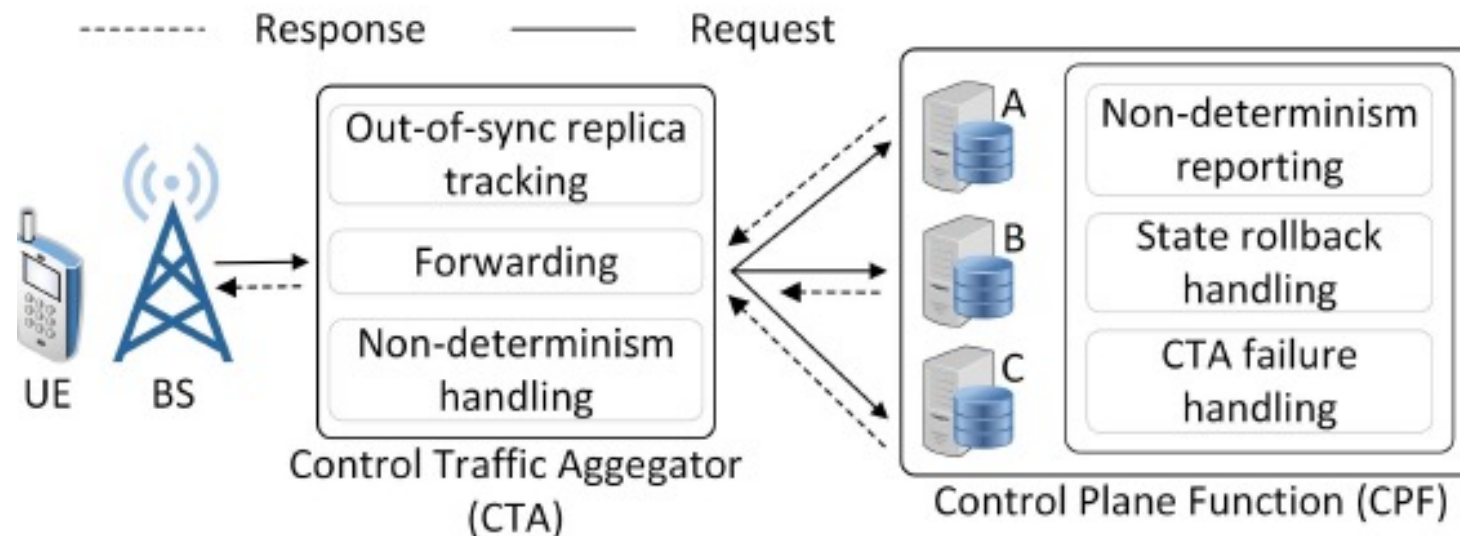 Response Request
Out-of-sync replica
tracking
Forwarding
Non-determinism
handling
UE BS
Control Traffic Aggegator
(CTA)
A
B
C
Non-determinism
reporting
State rollback
handling
CTA failure
handling
Control Plane Function (CPF)